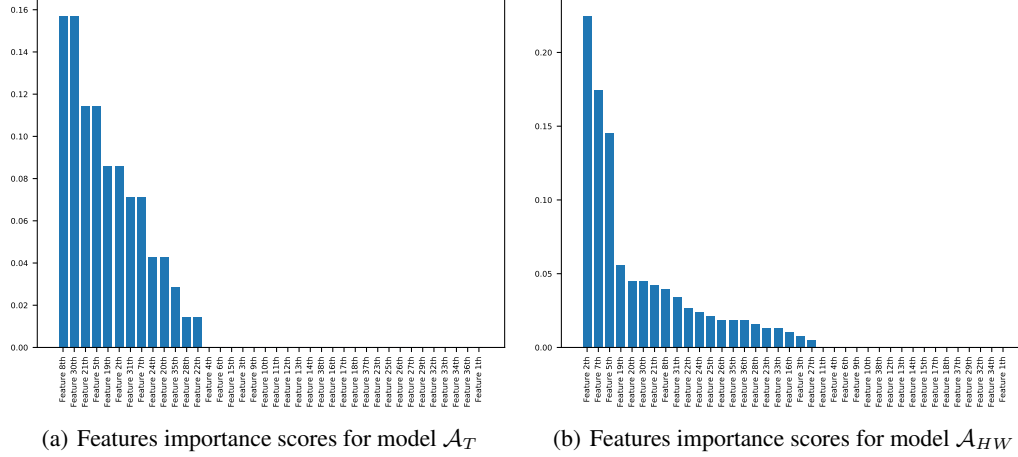 0.16
0.14
0.12
0.10
0.08
0.06
0.04
0.02
0.00
Feature 8th
Feature 30th
Feature 21th
Feature 5th
Feature 19th
Feature 2th
Feature 31th
Feature 7th
Feature 24th
Feature 20th
Feature 35th
Feature 28th
Feature 22th
Feature 4th
Feature 6th
Feature 15th
Feature 3th
Feature 9th
Feature 10th
Feature 11th
Feature 12th
Feature 13th
Feature 14th
Feature 38th
Feature 16th
Feature 17th
Feature 18th
Feature 37th
Feature 23th
Feature 25th
Feature 26th
Feature 27th
Feature 29th
Feature 32th
Feature 33th
Feature 34th
Feature 36th
Feature 1th
(a) Features importance scores for model 𝒜_T
0.20
0.15
0.10
0.05
0.00
Feature 2th
Feature 7th
Feature 5th
Feature 19th
Feature 20th
Feature 30th
Feature 21th
Feature 8th
Feature 31th
Feature 22th
Feature 24th
Feature 25th
Feature 26th
Feature 35th
Feature 36th
Feature 28th
Feature 23th
Feature 33th
Feature 16th
Feature 3th
Feature 27th
Feature 11th
Feature 4th
Feature 6th
Feature 9th
Feature 10th
Feature 38th
Feature 12th
Feature 13th
Feature 14th
Feature 15th
Feature 17th
Feature 18th
Feature 37th
Feature 29th
Feature 32th
Feature 34th
Feature 1th
(b) Features importance scores for model 𝒜_HW